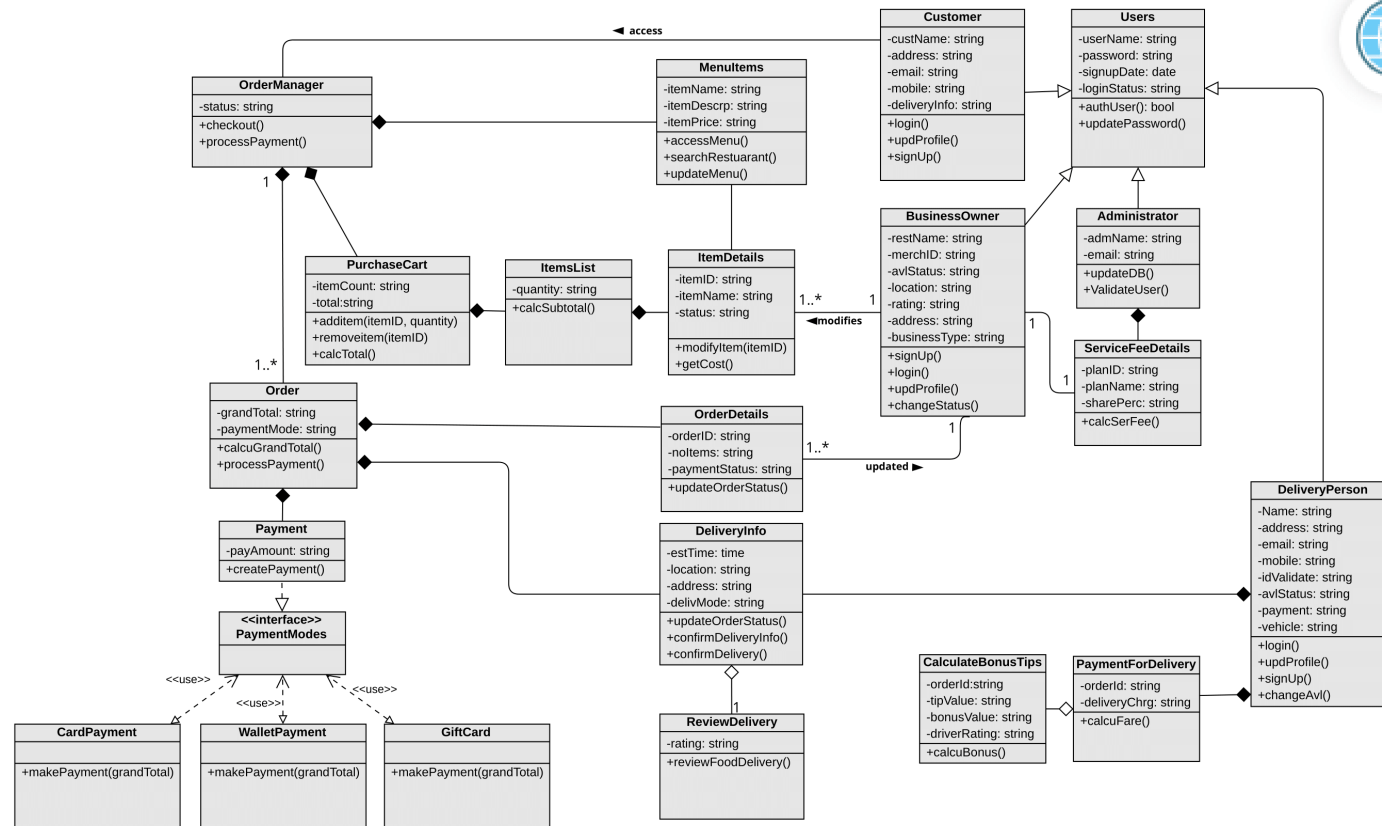 Customer
-custName: string
-address: string
-email: string
-mobile: string
-deliveryInfo: string
+login()
+updProfile()
+signUp()
Users
-userName: string
-password: string
-signupDate: date
-loginStatus: string
+authUser(): bool
+updatePassword()
◄ access
OrderManager
-status: string
+checkout()
+processPayment()
MenuItems
-itemName: string
-itemDescrp: string
-itemPrice: string
+accessMenu()
+searchRestuarant()
+updateMenu()
1
1..*
PurchaseCart
-itemCount: string
-total:string
+additem(itemID, quantity)
+removeitem(itemID)
+calcTotal()
ItemsList
-quantity: string
+calcSubtotal()
ItemDetails
-itemID: string
-itemName: string
-status: string
+modifyItem(itemID)
+getCost()
1..*
1
◄modifies
BusinessOwner
-restName: string
-merchID: string
-avlStatus: string
-location: string
-rating: string
-address: string
-businessType: string
+signUp()
+login()
+updProfile()
+changeStatus()
Administrator
-admName: string
-email: string
+updateDB()
+ValidateUser()
1
1
ServiceFeeDetails
-planID: string
-planName: string
-sharePerc: string
+calcSerFee()
Order
-grandTotal: string
-paymentMode: string
+calcuGrandTotal()
+processPayment()
OrderDetails
-orderID: string
-noItems: string
-paymentStatus: string
+updateOrderStatus()
1..*
1
updated ►
Payment
-payAmount: string
+createPayment()
DeliveryInfo
-estTime: time
-location: string
-address: string
-delivMode: string
+updateOrderStatus()
+confirmDeliveryInfo()
+confirmDelivery()
DeliveryPerson
-Name: string
-address: string
-email: string
-mobile: string
-idValidate: string
-avlStatus: string
-payment: string
-vehicle: string
+login()
+updProfile()
+signUp()
+changeAvl()
<<interface>>
PaymentModes
<<use>>
<<use>>
<<use>>
CalculateBonusTips
-orderId:string
-tipValue: string
-bonusValue: string
-driverRating: string
+calcuBonus()
PaymentForDelivery
-orderId: string
-deliveryChrg: string
+calcuFare()
1
ReviewDelivery
-rating: string
+reviewFoodDelivery()
CardPayment
+makePayment(grandTotal)
WalletPayment
+makePayment(grandTotal)
GiftCard
+makePayment(grandTotal)